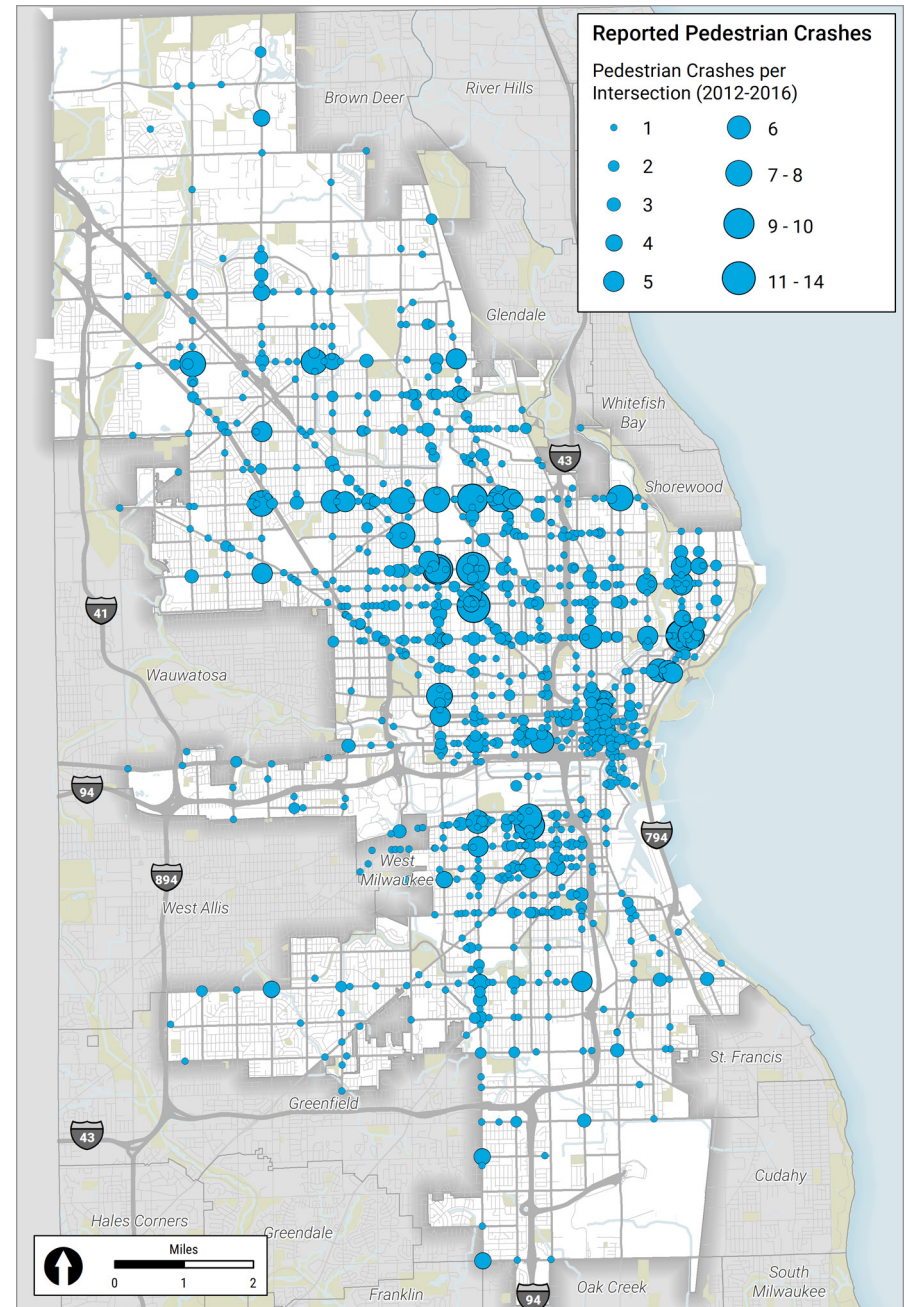 Reported Pedestrian Crashes
Pedestrian Crashes per
Intersection (2012-2016)
1
2
3
4
5
6
7 - 8
9 - 10
11 - 14
Brown Deer
River Hills
Glendale
Whitefish
Bay
43
Shorewood
41
Wauwatosa
94
794
West
Milwaukee
894
West Allis
St. Francis
Greenfield
43
Cudahy
Hales Corners
Greendale
Miles
0
1
2
Franklin
94
Oak Creek
South
Milwaukee